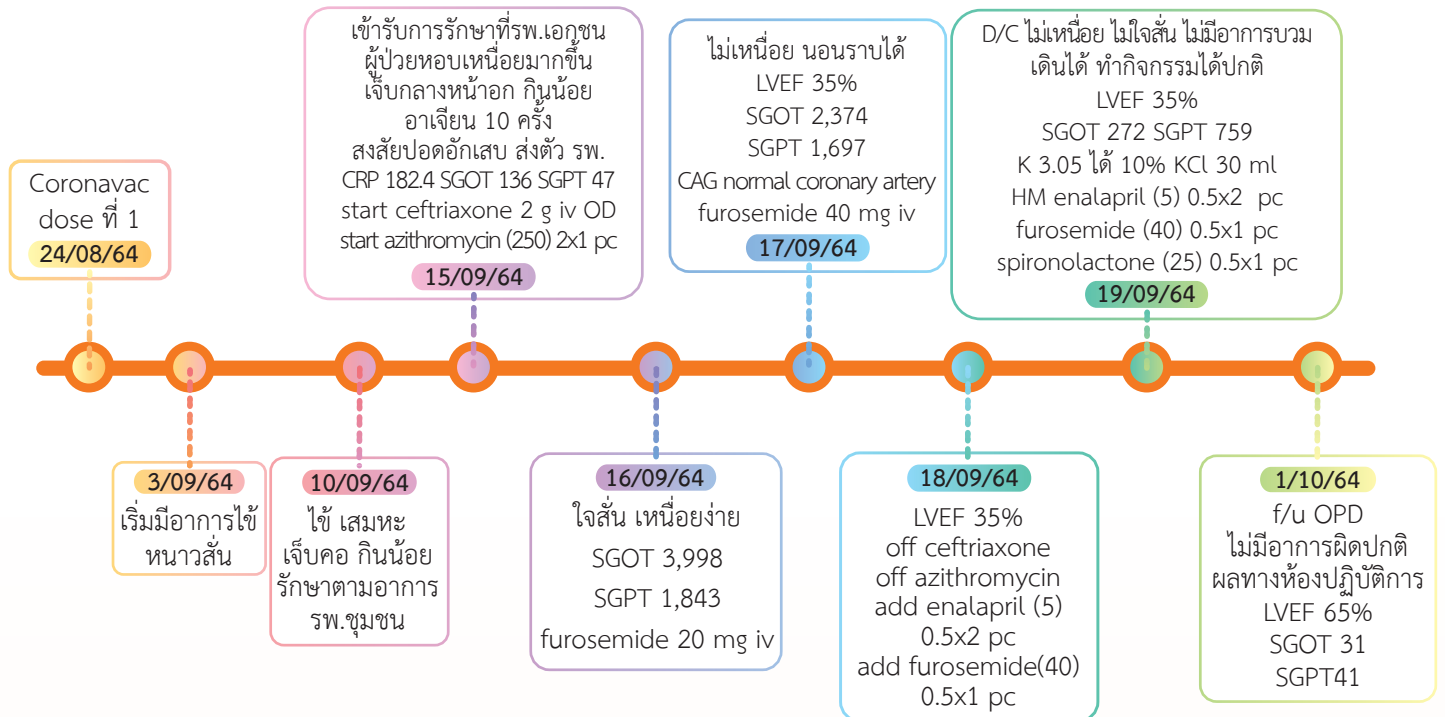 Coronavac
dose ที่ 1
24/08/64
3/09/64
เริ่มมีอาการไข้
หนาวสั่น
10/09/64
ไข้ เสมหะ
เจ็บคอ กินน้อย
รักษาตามอาการ
รพ.ชุมชน
เข้ารับการรักษาที่รพ.เอกชน
ผู้ป่วยหอบเหนื่อยมากขึ้น
เจ็บกลางหน้าอก กินน้อย
อาเจียน 10 ครั้ง
สงสัยปอดอักเสบ ส่งตัว รพ.
CRP 182.4 SGOT 136 SGPT 47
start ceftriaxone 2 g iv OD
start azithromycin (250) 2x1 pc
15/09/64
16/09/64
ใจสั่น เหนื่อยง่าย
SGOT 3,998
SGPT 1,843
furosemide 20 mg iv
ไม่เหนื่อย นอนราบได้
LVEF 35%
SGOT 2,374
SGPT 1,697
CAG normal coronary artery
furosemide 40 mg iv
17/09/64
18/09/64
LVEF 35%
off ceftriaxone
off azithromycin
add enalapril (5)
0.5x2 pc
add furosemide(40)
0.5x1 pc
D/C ไม่เหนื่อย ไม่ใจสั่น ไม่มีอาการบวม
เดินได้ ทำกิจกรรมได้ปกติ
LVEF 35%
SGOT 272 SGPT 759
K 3.05 ได้ 10% KCl 30 ml
HM enalapril (5) 0.5x2 pc
furosemide (40) 0.5x1 pc
spironolactone (25) 0.5x1 pc
19/09/64
1/10/64
f/u OPD
ไม่มีอาการผิดปกติ
ผลทางห้องปฏิบัติการ
LVEF 65%
SGOT 31
SGPT41